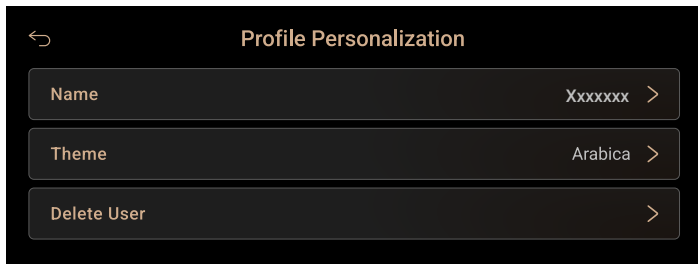 Profile Personalization
Name Xxxxxxx
Theme Arabica
Delete User